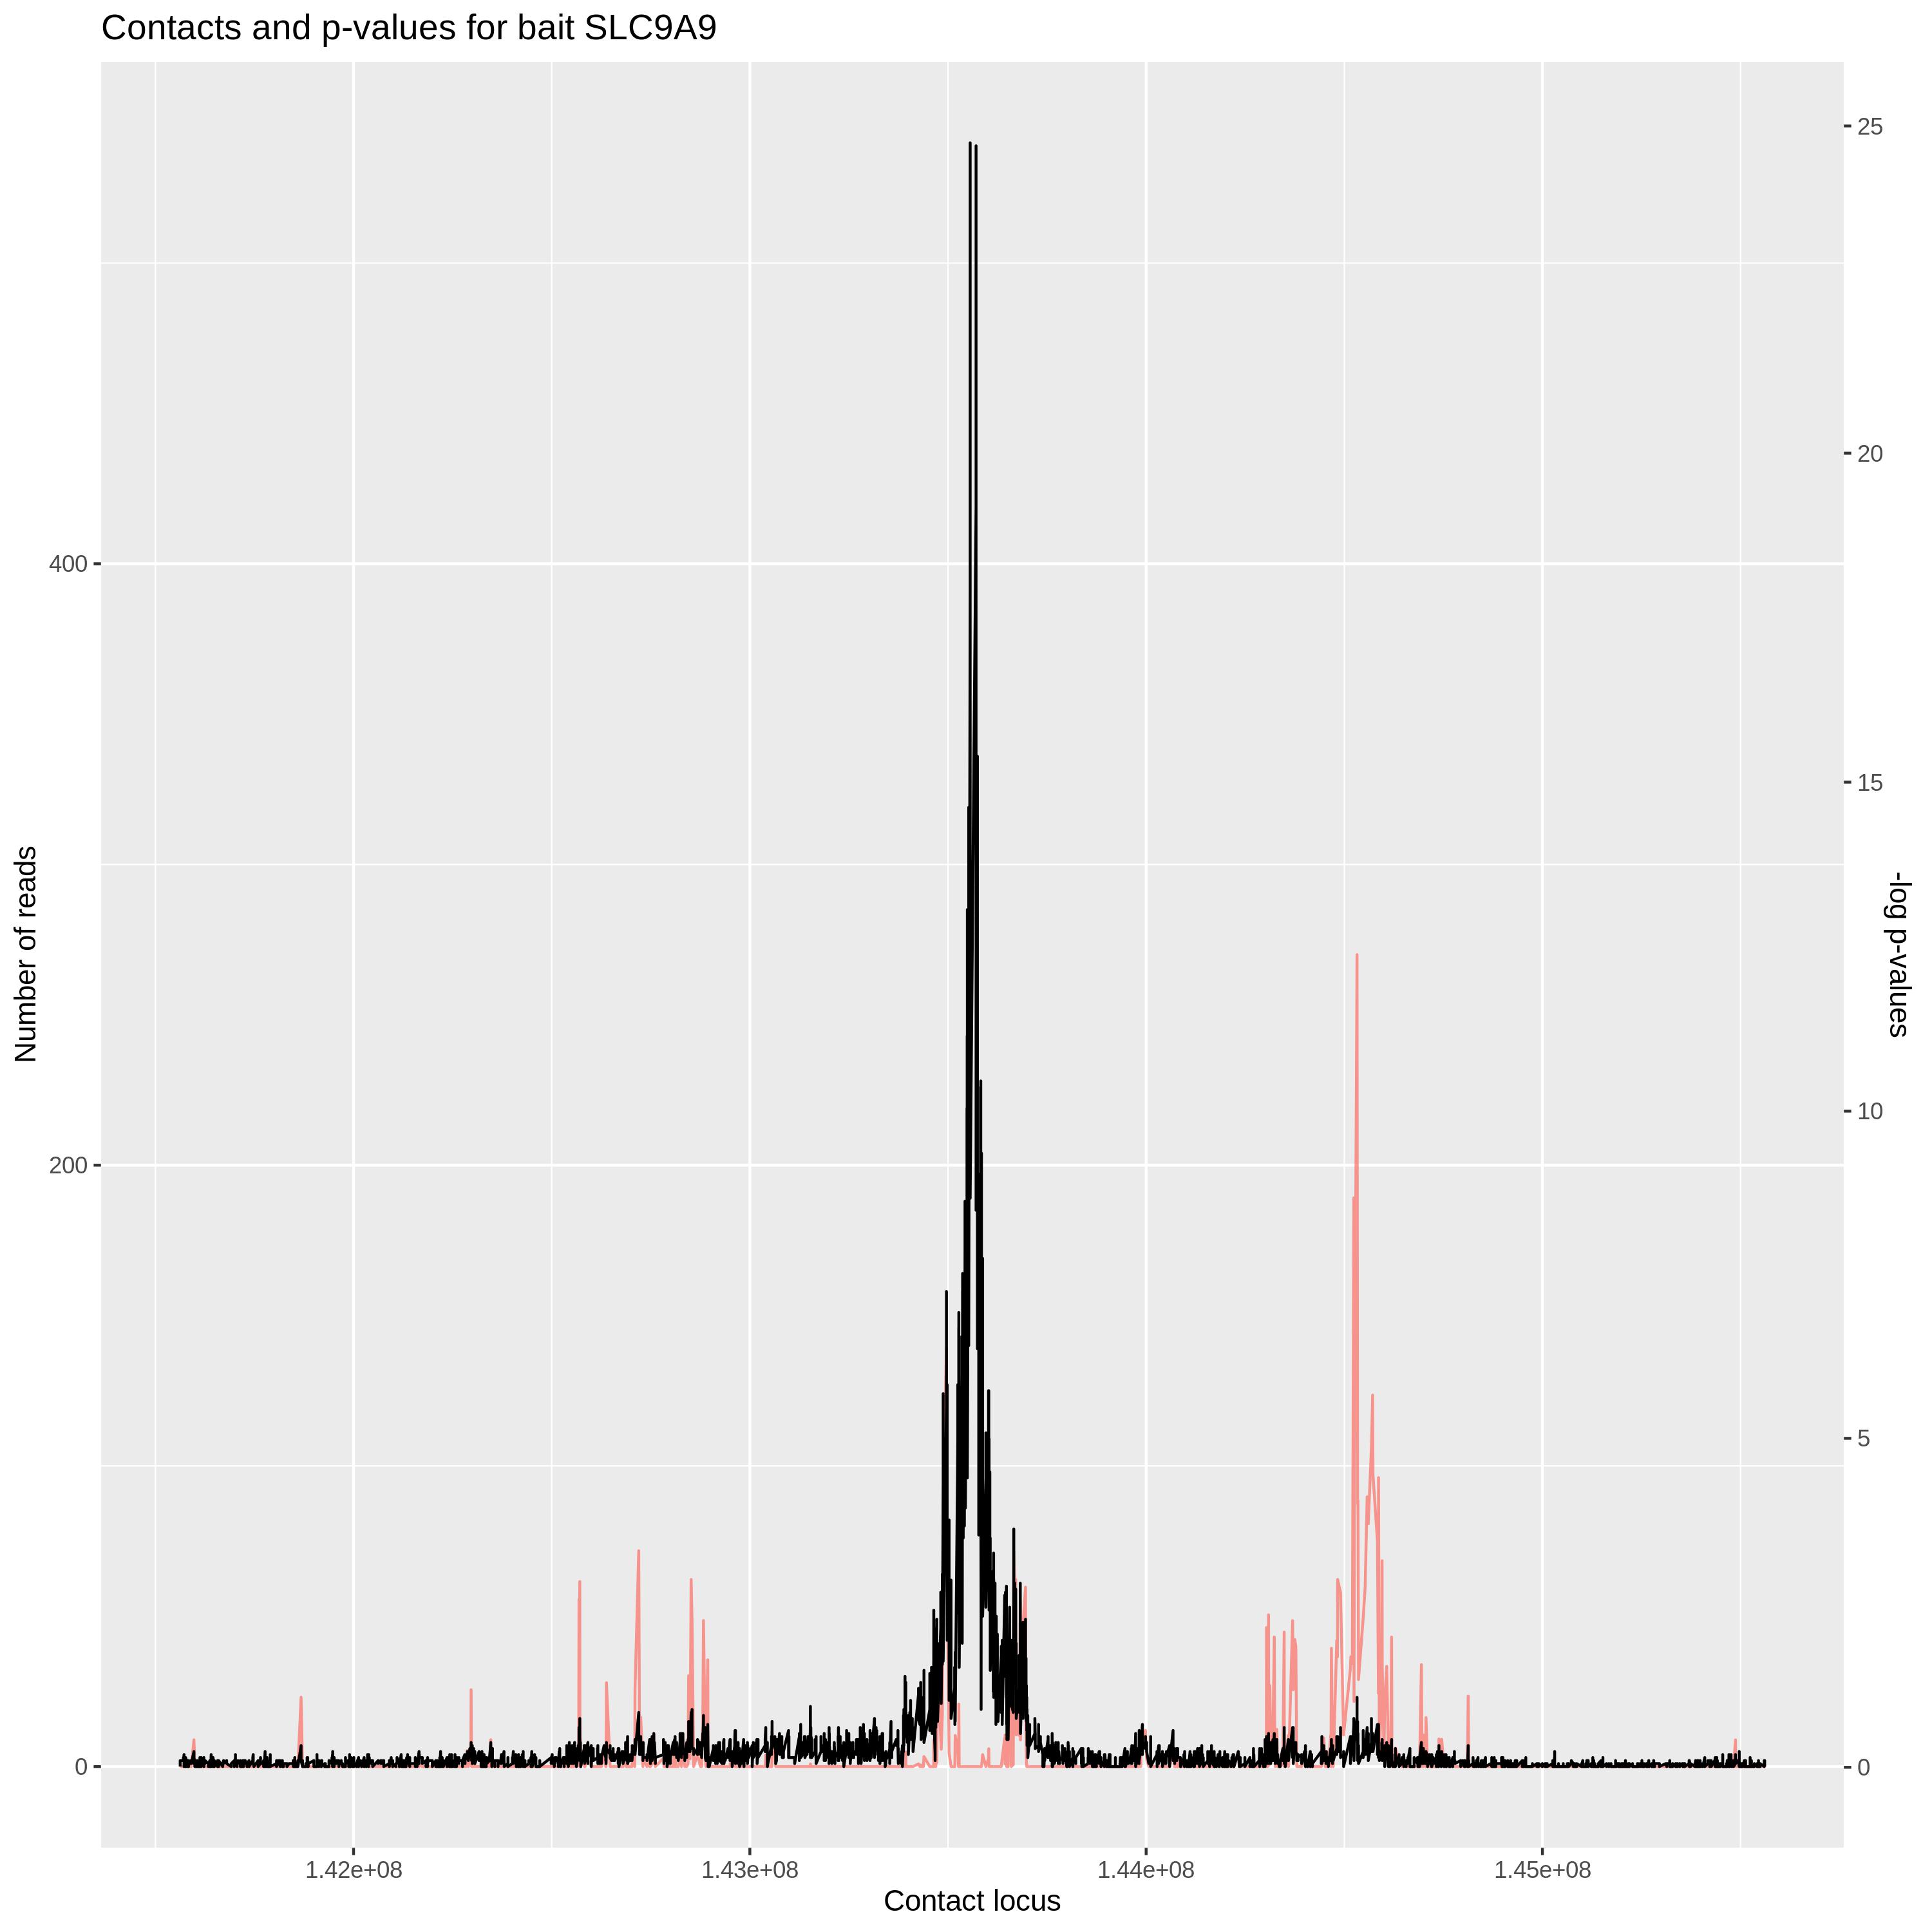 Contacts and p-values for bait SLC9A9
Number of reads
400
200
0
25
20
15
10
5
0
-log p-values
1.42e+08
1.43e+08
1.44e+08
1.45e+08
Contact locus